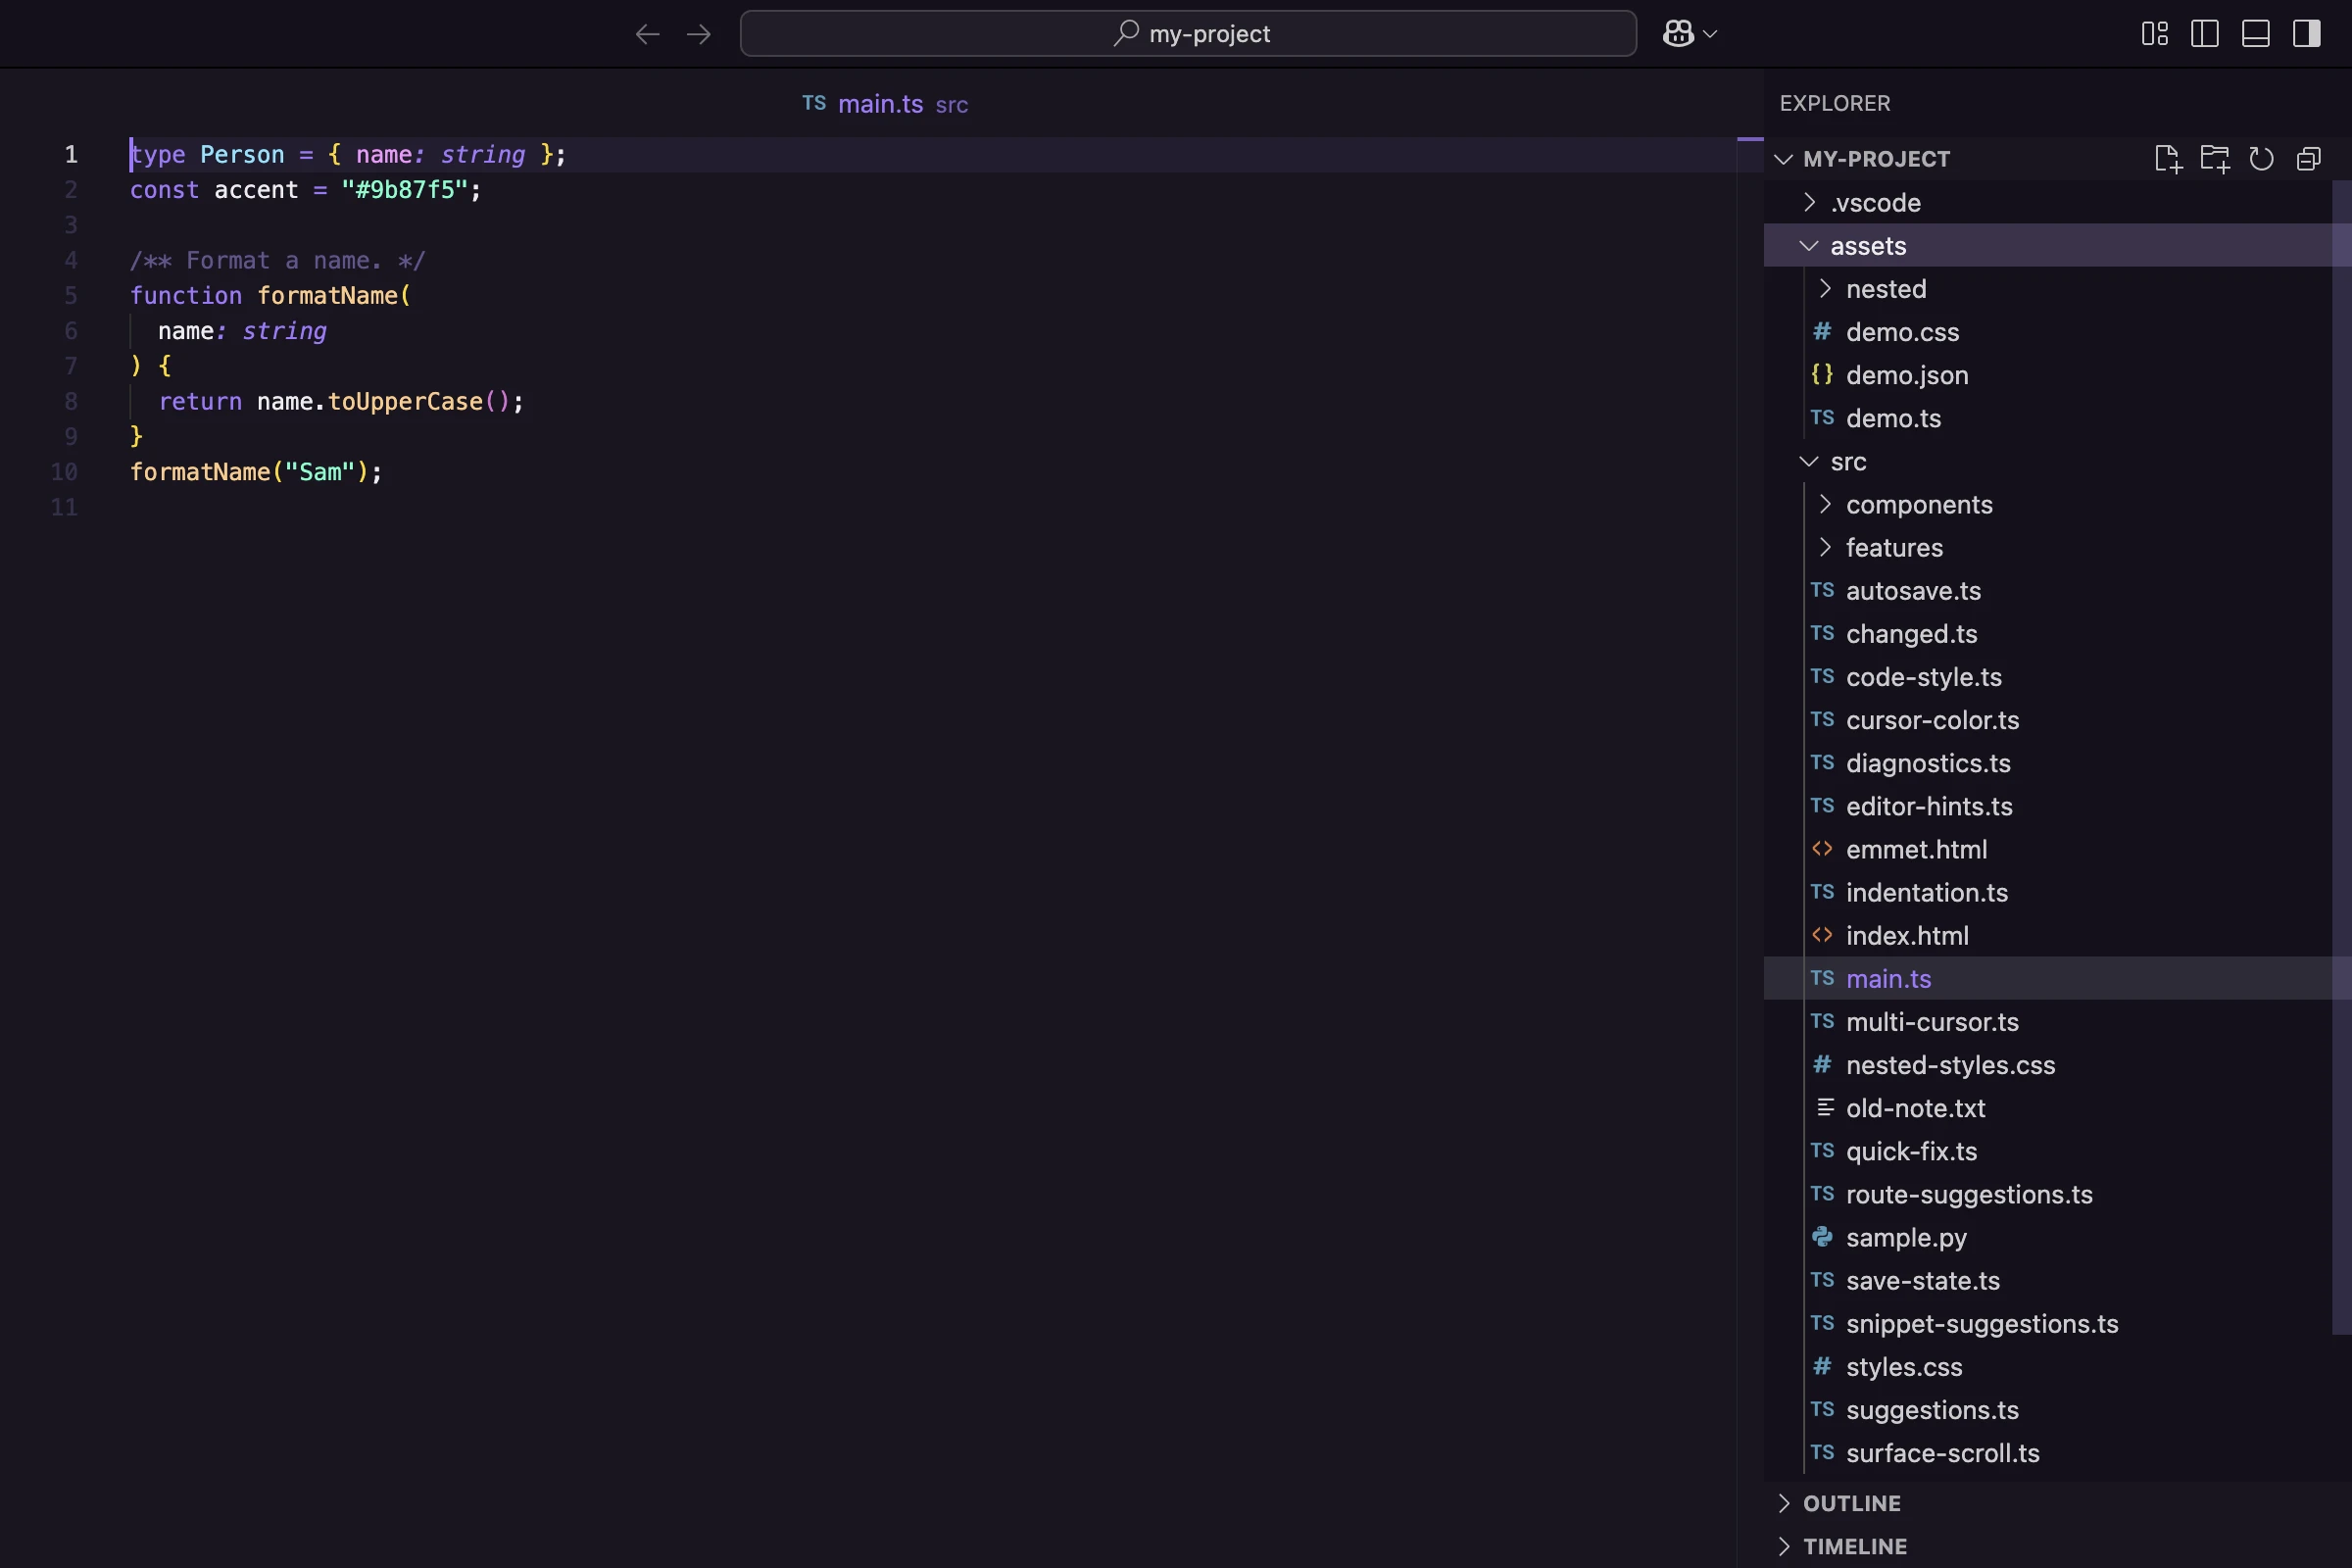 my-project
TS main.ts src
1 type Person = { name: string };
2 const accent = "#9b87f5";
3
4 /** Format a name. */
5 function formatName(
6   name: string
7 ) {
8   return name.toUpperCase();
9 }
10 formatName("Sam");
11
EXPLORER
MY-PROJECT
.vscode
assets
nested
# demo.css
{} demo.json
TS demo.ts
src
components
features
TS autosave.ts
TS changed.ts
TS code-style.ts
TS cursor-color.ts
TS diagnostics.ts
TS editor-hints.ts
<> emmet.html
TS indentation.ts
<> index.html
TS main.ts
TS multi-cursor.ts
# nested-styles.css
old-note.txt
TS quick-fix.ts
TS route-suggestions.ts
sample.py
TS save-state.ts
TS snippet-suggestions.ts
# styles.css
TS suggestions.ts
TS surface-scroll.ts
OUTLINE
TIMELINE